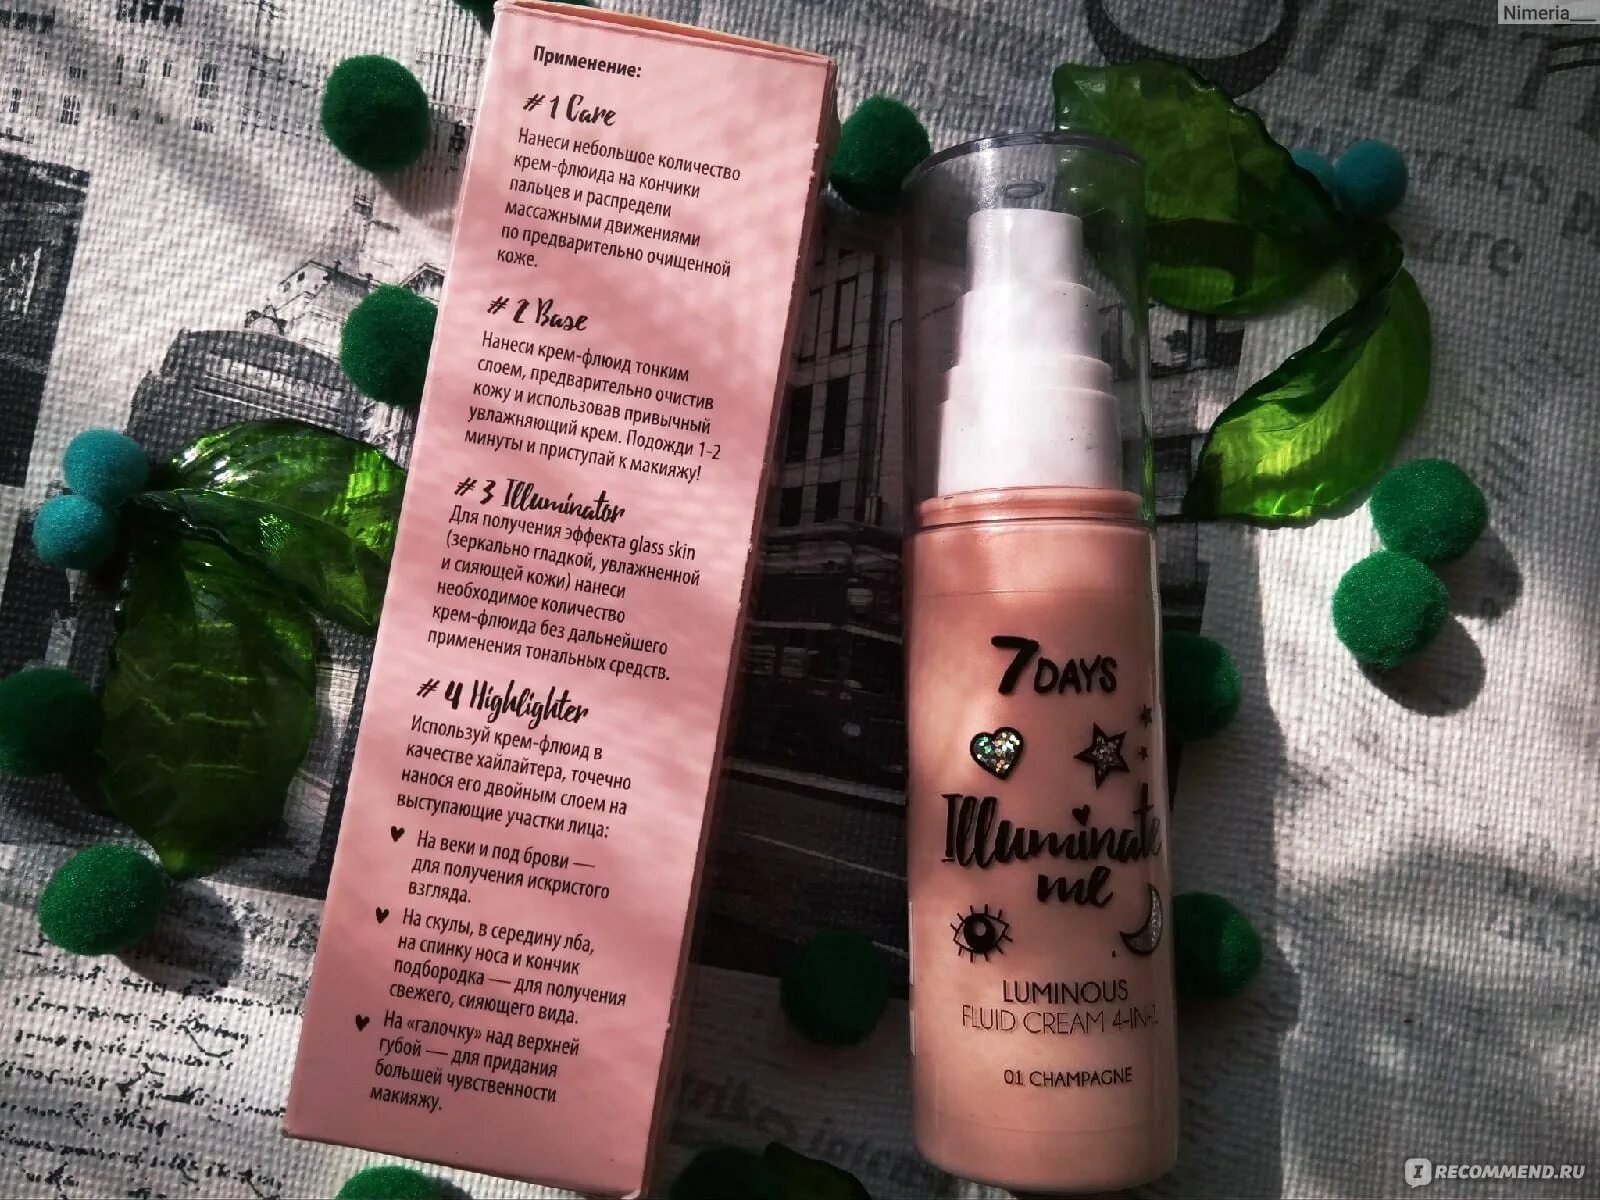 Nimeria__
Применение:
# 1 Care
Нанеси небольшое количество
крем-флюида на кончики
пальцев и распредели
массажными движениями
по предварительно очищенной
коже.
# 2 Base
Нанеси крем-флюид тонким
слоем, предварительно очистив
кожу и использовав привычный
увлажняющий крем. Подожди 1-2
минуты и приступай к макияжу!
# 3 Illuminator
Для получения эффекта glass skin
(зеркально гладкой, увлажненной
и сияющей кожи) нанеси
необходимое количество
крем-флюида без дальнейшего
применения тональных средств.
# 4 Highlighter
Используй крем-флюид в
качестве хайлайтера, точечно
нанося его двойным слоем на
выступающие участки лица:
На веки и под брови —
для получения искристого
взгляда.
На скулы, в середину лба,
на спинку носа и кончик
подбородка — для получения
свежего, сияющего вида.
На «галочку» над верхней
губой — для придания
большей чувственности
макияжу.
7 DAYS
Illuminate
me
LUMINOUS
FLUID CREAM 4-IN-1
01 CHAMPAGNE
IRECOMMEND.RU